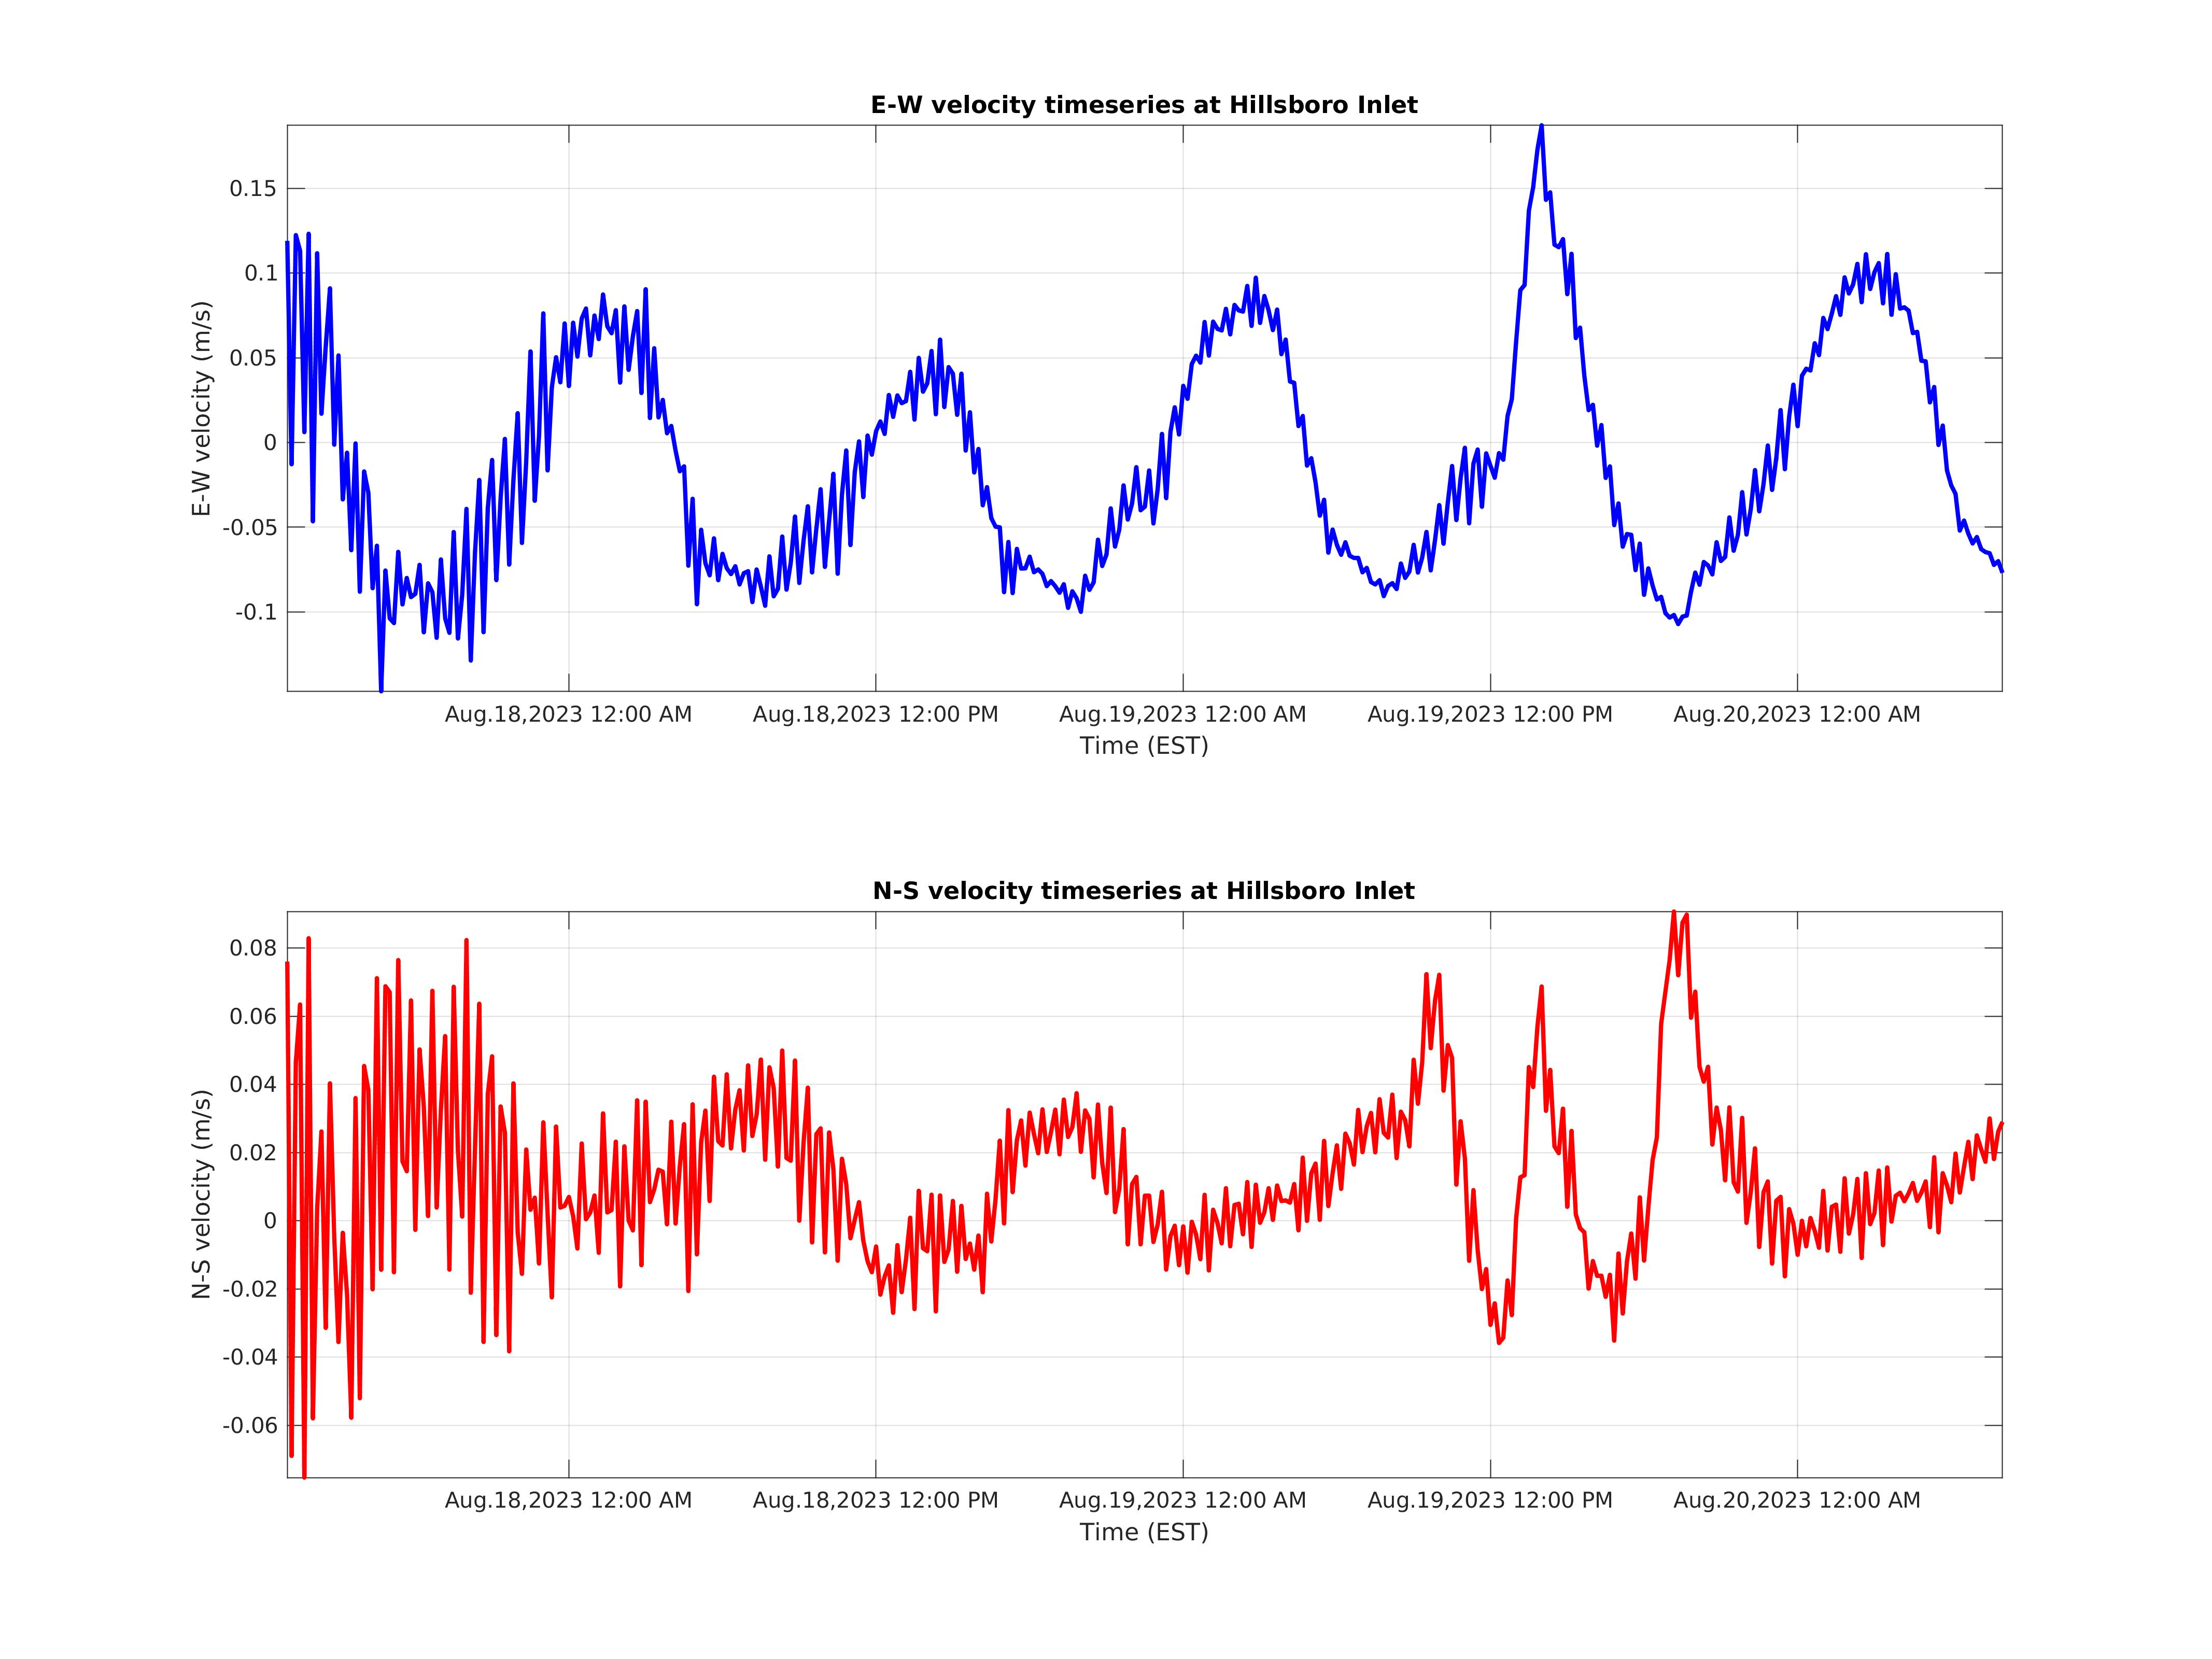 E-W velocity timeseries at Hillsboro Inlet
E-W velocity (m/s)
0.15
0.1
0.05
0
-0.05
-0.1
Aug.18,2023 12:00 AM Aug.18,2023 12:00 PM Aug.19,2023 12:00 AM Aug.19,2023 12:00 PM Aug.20,2023 12:00 AM
Time (EST)
N-S velocity timeseries at Hillsboro Inlet
N-S velocity (m/s)
0.08
0.06
0.04
0.02
0
-0.02
-0.04
-0.06
Aug.18,2023 12:00 AM Aug.18,2023 12:00 PM Aug.19,2023 12:00 AM Aug.19,2023 12:00 PM Aug.20,2023 12:00 AM
Time (EST)